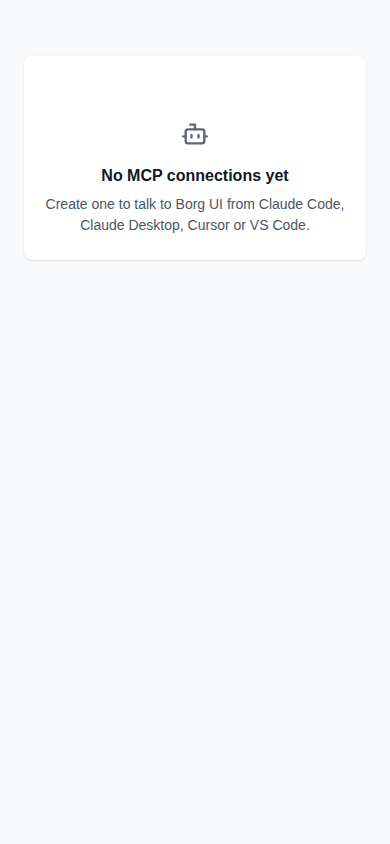 No MCP connections yet
Create one to talk to Borg UI from Claude Code,
Claude Desktop, Cursor or VS Code.